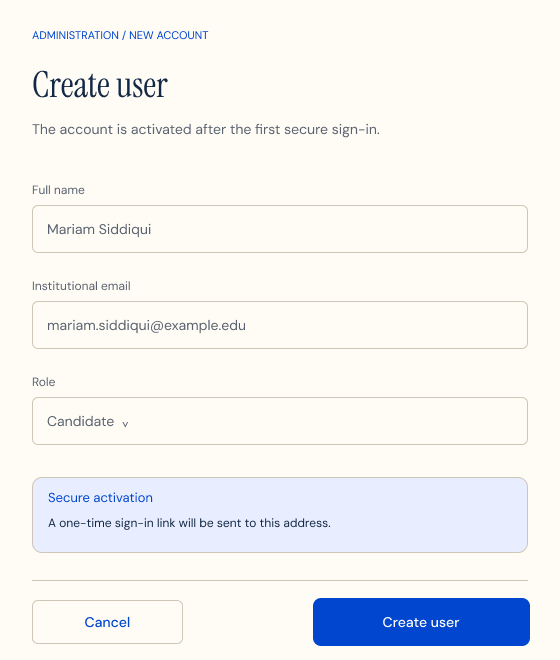 ADMINISTRATION / NEW ACCOUNT
Create user
The account is activated after the first secure sign-in.
Full name
Mariam Siddiqui
Institutional email
mariam.siddiqui@example.edu
Role
Candidate v
Secure activation
A one-time sign-in link will be sent to this address.
Cancel
Create user